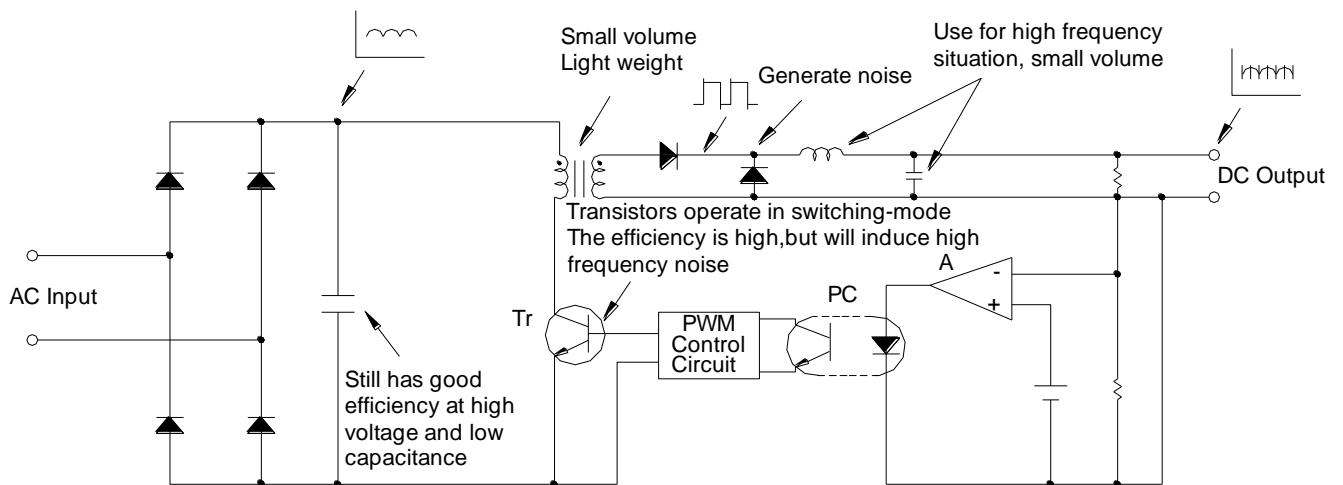 Small volume
Light weight
Generate noise
Use for high frequency
situation, small volume
DC Output
Transistors operate in switching-mode
The efficiency is high,but will induce high
frequency noise
AC Input
A
-
+
PC
Tr
PWM
Control
Circuit
Still has good
efficiency at high
voltage and low
capacitance